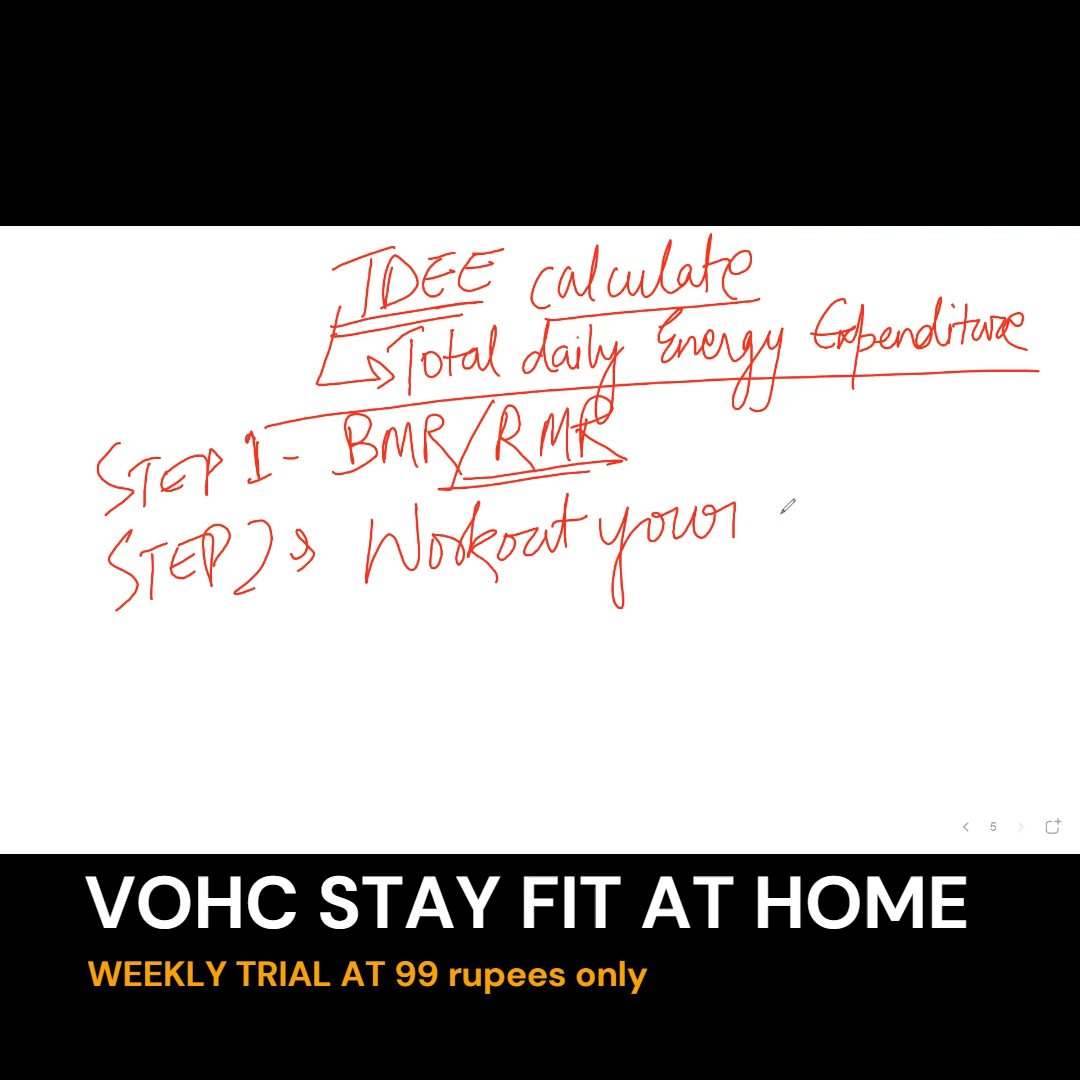 TDEE calculate
Total daily Energy Expenditure
STEP 1- BMR/RMR
STEP 2 Workout your
5
VOHC STAY FIT AT HOME
WEEKLY TRIAL AT 99 rupees only